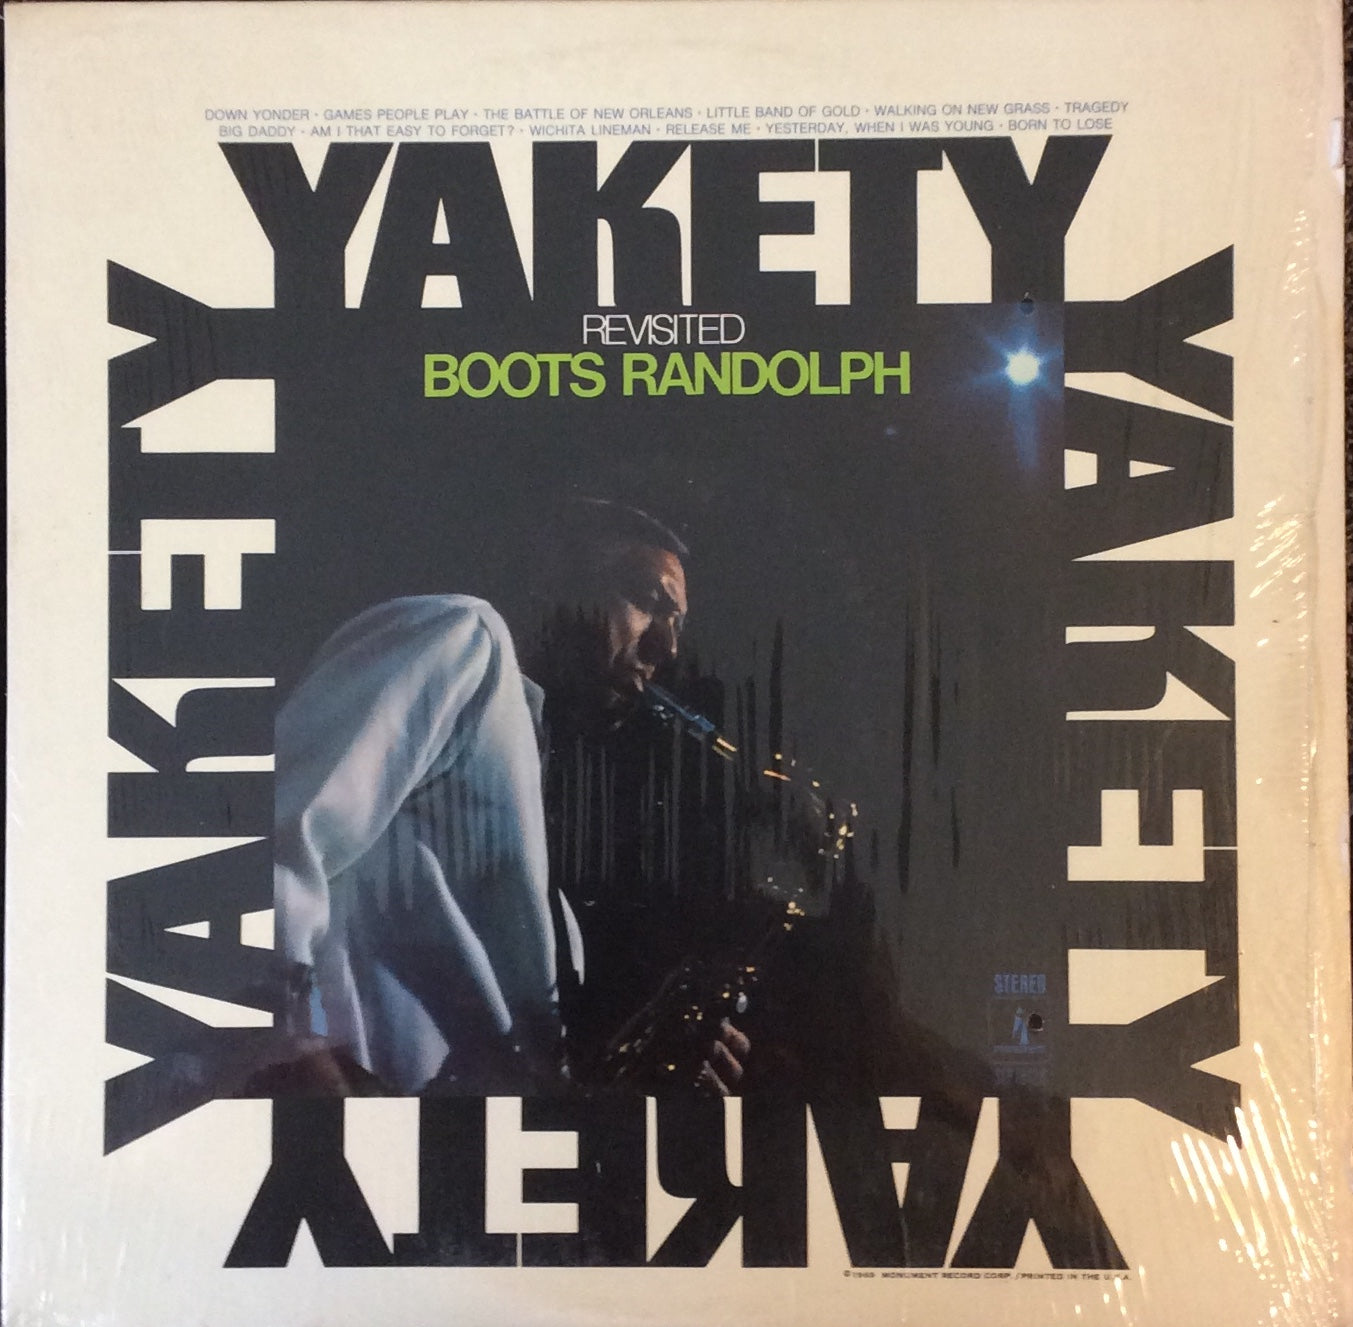 DOWN YONDER · GAMES PEOPLE PLAY · THE BATTLE OF NEW ORLEANS · LITTLE BAND OF GOLD · WALKING ON NEW GRASS · TRAGEDY
BIG DADDY · AM I THAT EASY TO FORGET? · WICHITA LINEMAN · RELEASE ME · YESTERDAY, WHEN I WAS YOUNG · BORN TO LOSE
YAKETY
YAKETY
YAKETY
YAKETY
REVISITED
BOOTS RANDOLPH
STEREO
©1969 MONUMENT RECORD CORP. / PRINTED IN THE U.S.A.